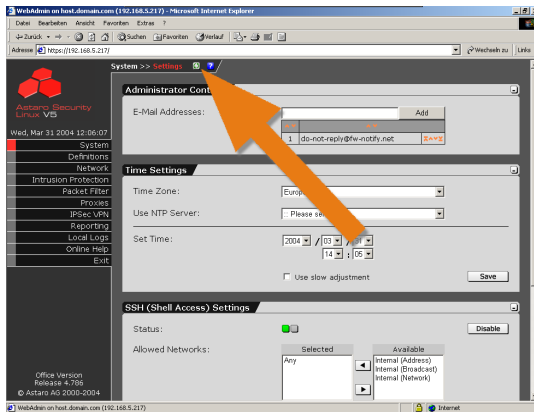 WebAdmin on host.domain.com (192.168.5.217) - Microsoft Internet Explorer
Datei Bearbeiten Ansicht Favoriten Extras ?
Zurück Suchen Favoriten Verlauf
Adresse https://192.168.5.217/ Wechseln zu Links
System >> Settings ?
Astaro Security
Linux V5
Wed, Mar 31 2004 12:06:07
System
Definitions
Network
Intrusion Protection
Packet Filter
Proxies
IPSec VPN
Reporting
Local Logs
Online Help
Exit
Office Version
Release 4.786
© Astaro AG 2000-2004
Administrator
E-Mail Addresses:
Add
1 do-not-reply@fw-notify.net
Time Settings
Time Zone:
Use NTP Server:
:: Please
Set Time:
2004 / 03 /
14 : 05
Use slow adjustment
Save
SSH (Shell Access) Settings
Status:
Disable
Allowed Networks:
Selected Available
Any
Internal (Address)
Internal (Broadcast)
Internal (Network)
WebAdmin on host.domain.com (192.168.5.217) Internet